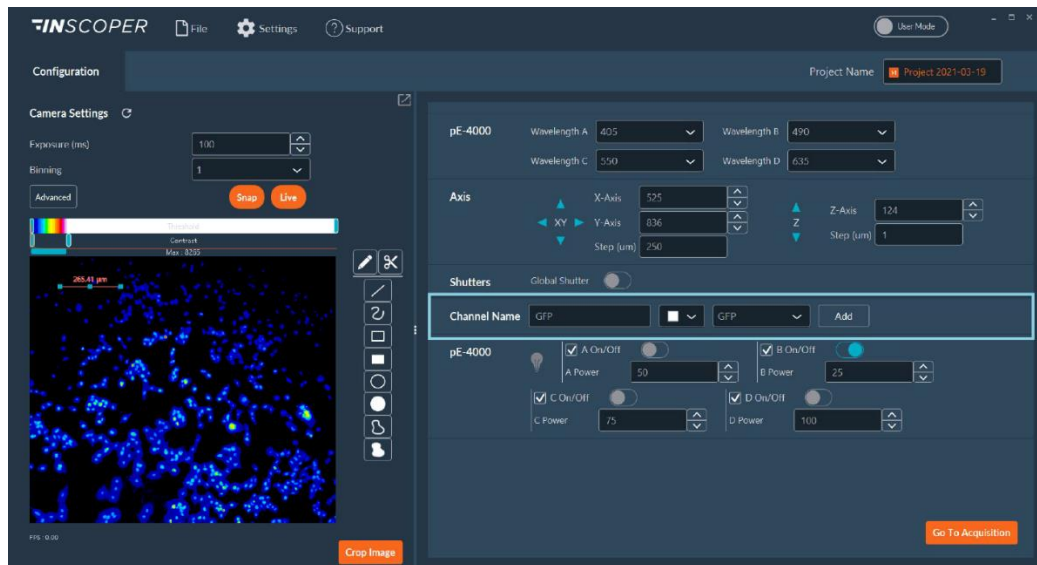 INSCOPER File Settings ? Support User Mode
Configuration
Project Name Project 2021-03-19
Camera Settings
Exposure (ms) 100
Binning 1
Advanced Snap Live
Threshold
Contrast
Max : 8255
265.41 µm
FPS : 0.00
Crop Image
pE-4000 Wavelength A 405 Wavelength B 490
Wavelength C 550 Wavelength D 635
Axis X-Axis 525
XY Y-Axis 836
Step (um) 250
Z Z-Axis 124
Step (um) 1
Shutters Global Shutter
Channel Name GFP GFP Add
pE-4000 A On/Off B On/Off
A Power 50 B Power 25
C On/Off D On/Off
C Power 75 D Power 100
Go To Acquisition